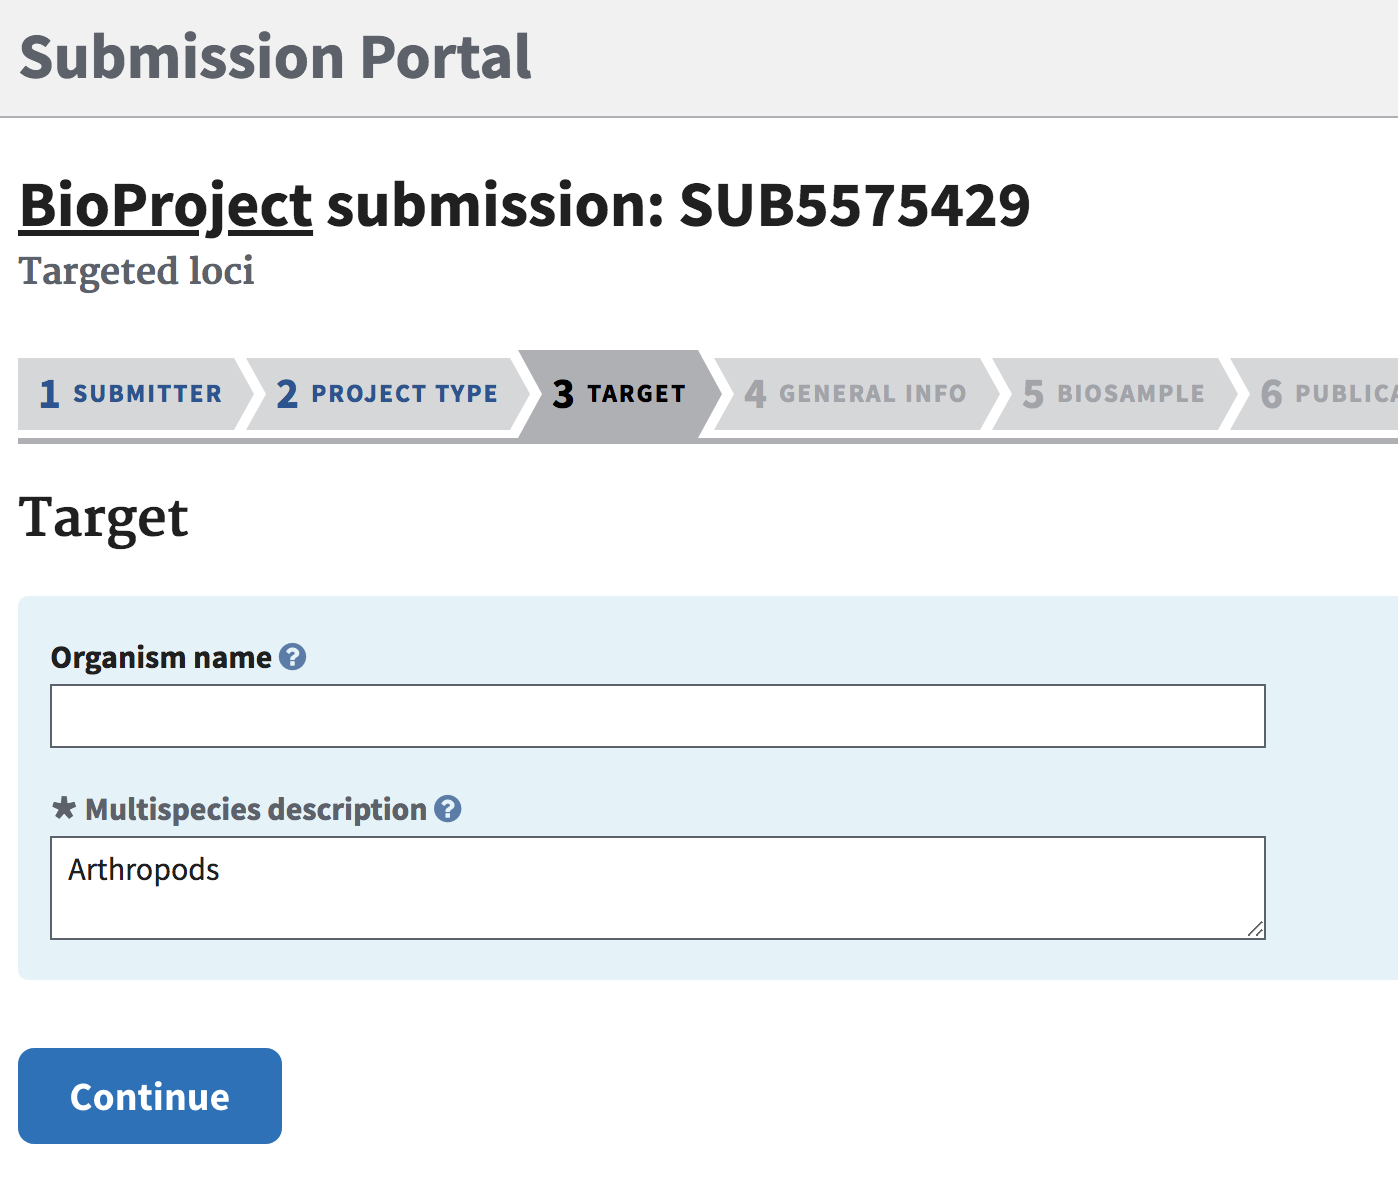 Submission Portal
BioProject submission: SUB5575429
Targeted loci
1 SUBMITTER 2 PROJECT TYPE 3 TARGET 4 GENERAL INFO 5 BIOSAMPLE 6 PUBLICA
Target
Organism name ?
* Multispecies description ?
Arthropods
Continue